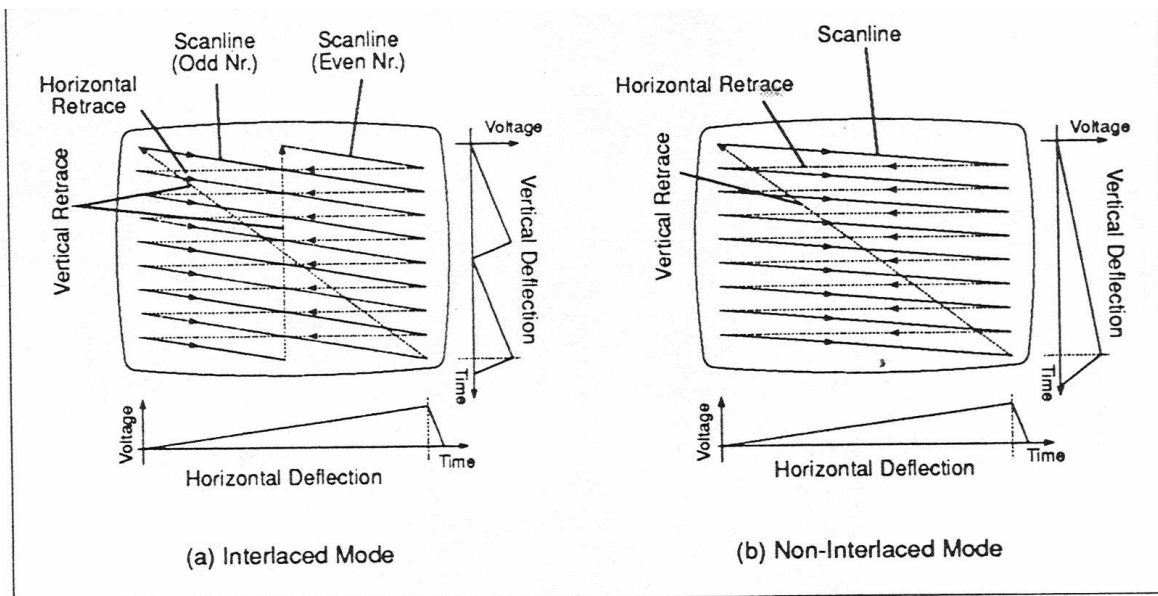 Scanline
(Odd Nr.)
Scanline
(Even Nr.)
Horizontal
Retrace
Vertical Retrace
Voltage
Vertical Deflection
Time
Voltage
Time
Horizontal Deflection
(a) Interlaced Mode
Scanline
Horizontal Retrace
Vertical Retrace
Voltage
Vertical Deflection
Time
Voltage
Time
Horizontal Deflection
(b) Non-Interlaced Mode